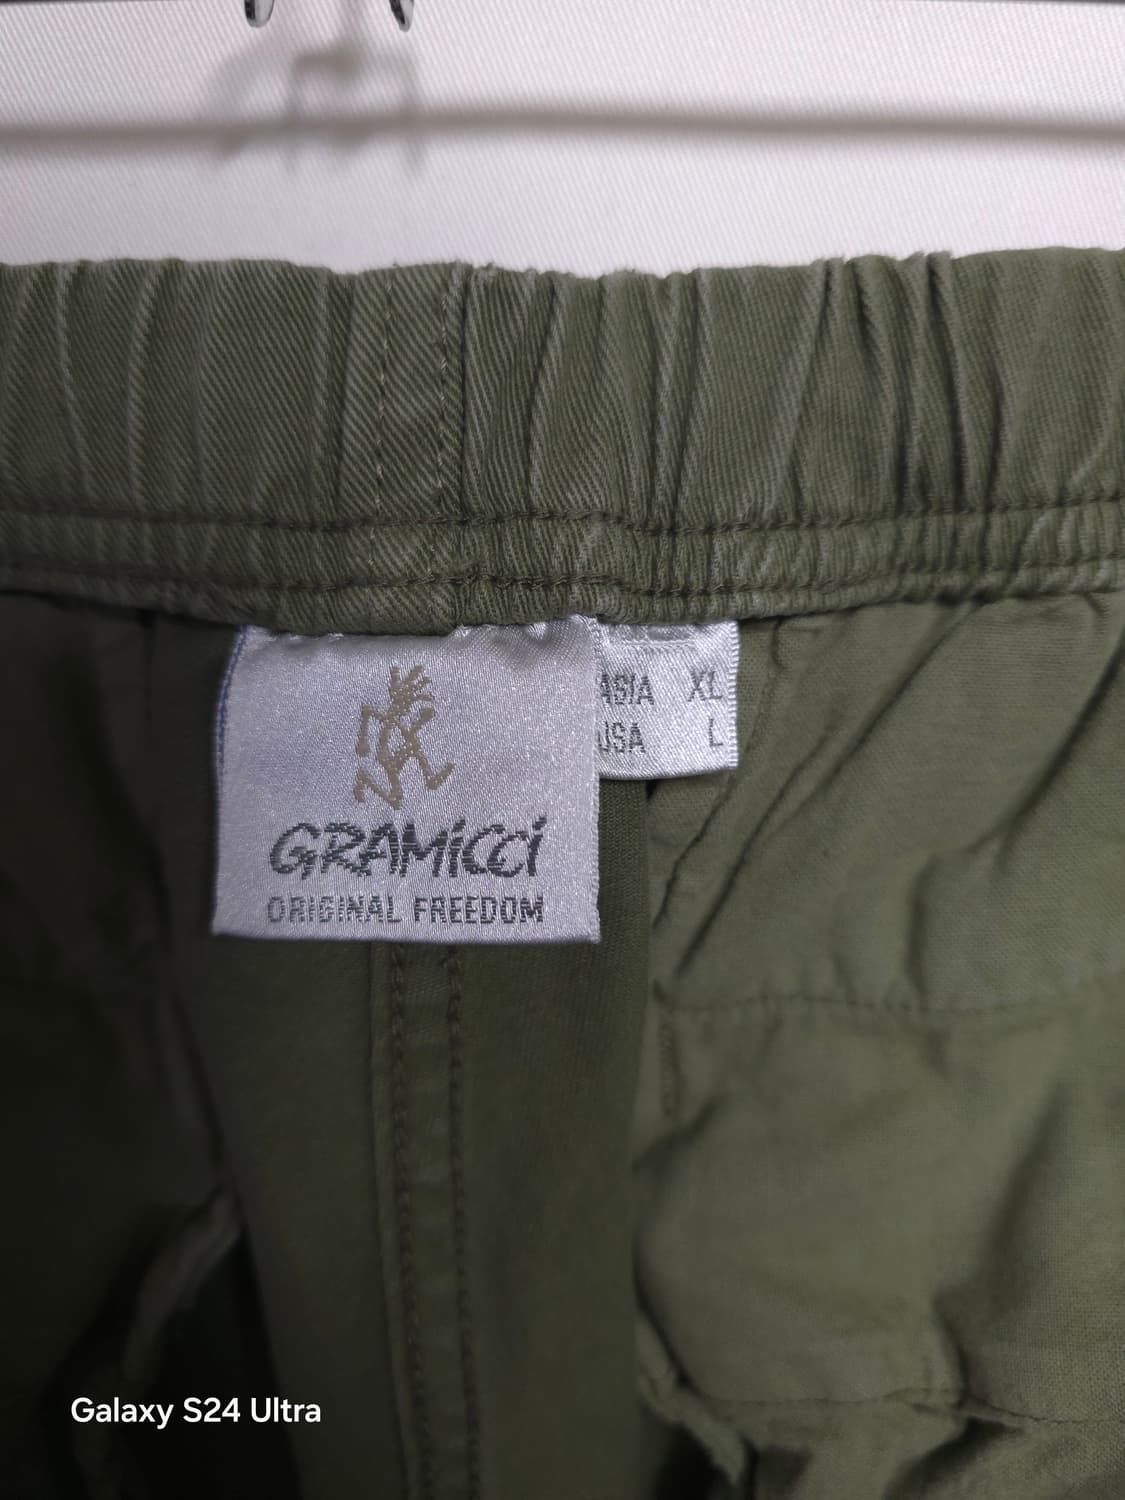 ASIA XL
USA L
GRAMiCCi
ORIGINAL FREEDOM
Galaxy S24 Ultra